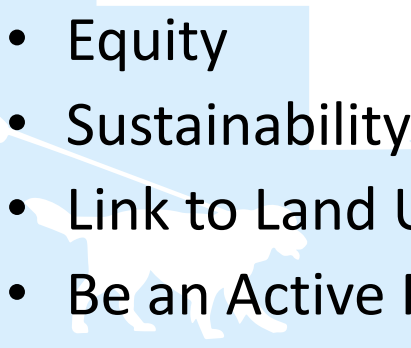 • Equity
• Sustainability
• Link to Land
• Be an Active